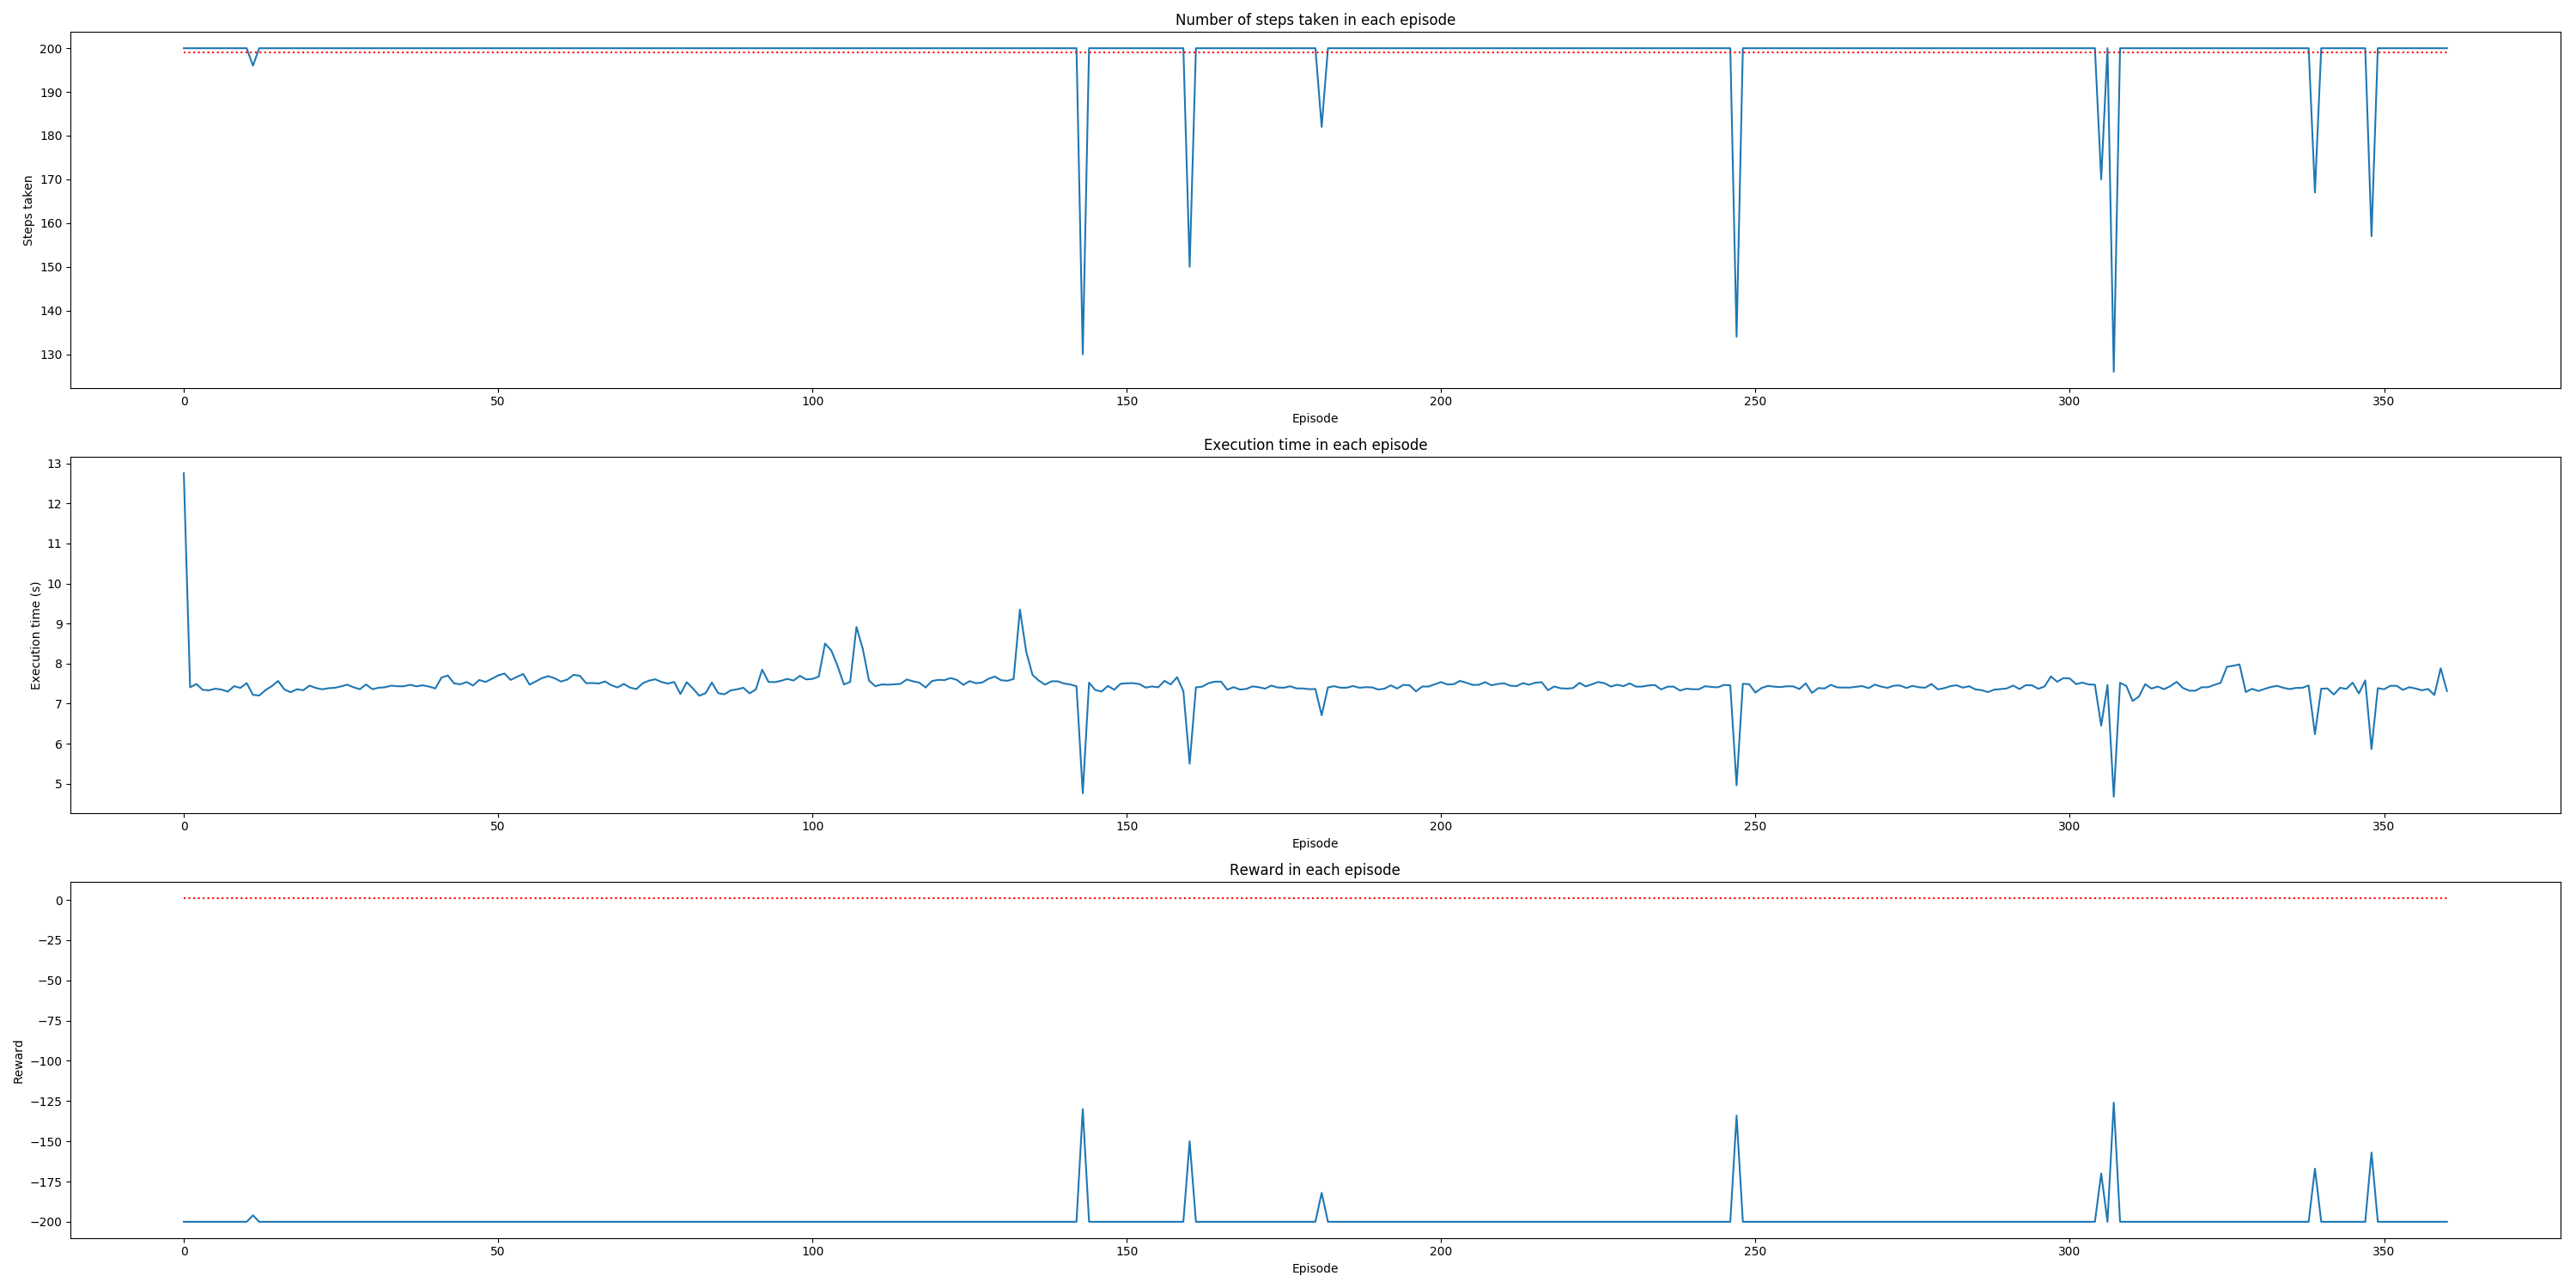 Number of steps taken in each episode
200
190
180
170
160
150
140
130
Steps taken
0 50 100 150 200 250 300 350
Episode
Execution time in each episode
13
12
11
10
9
8
7
6
5
Execution time (s)
0 50 100 150 200 250 300 350
Episode
Reward in each episode
0
−25
−50
−75
−100
−125
−150
−175
−200
Reward
0 50 100 150 200 250 300 350
Episode